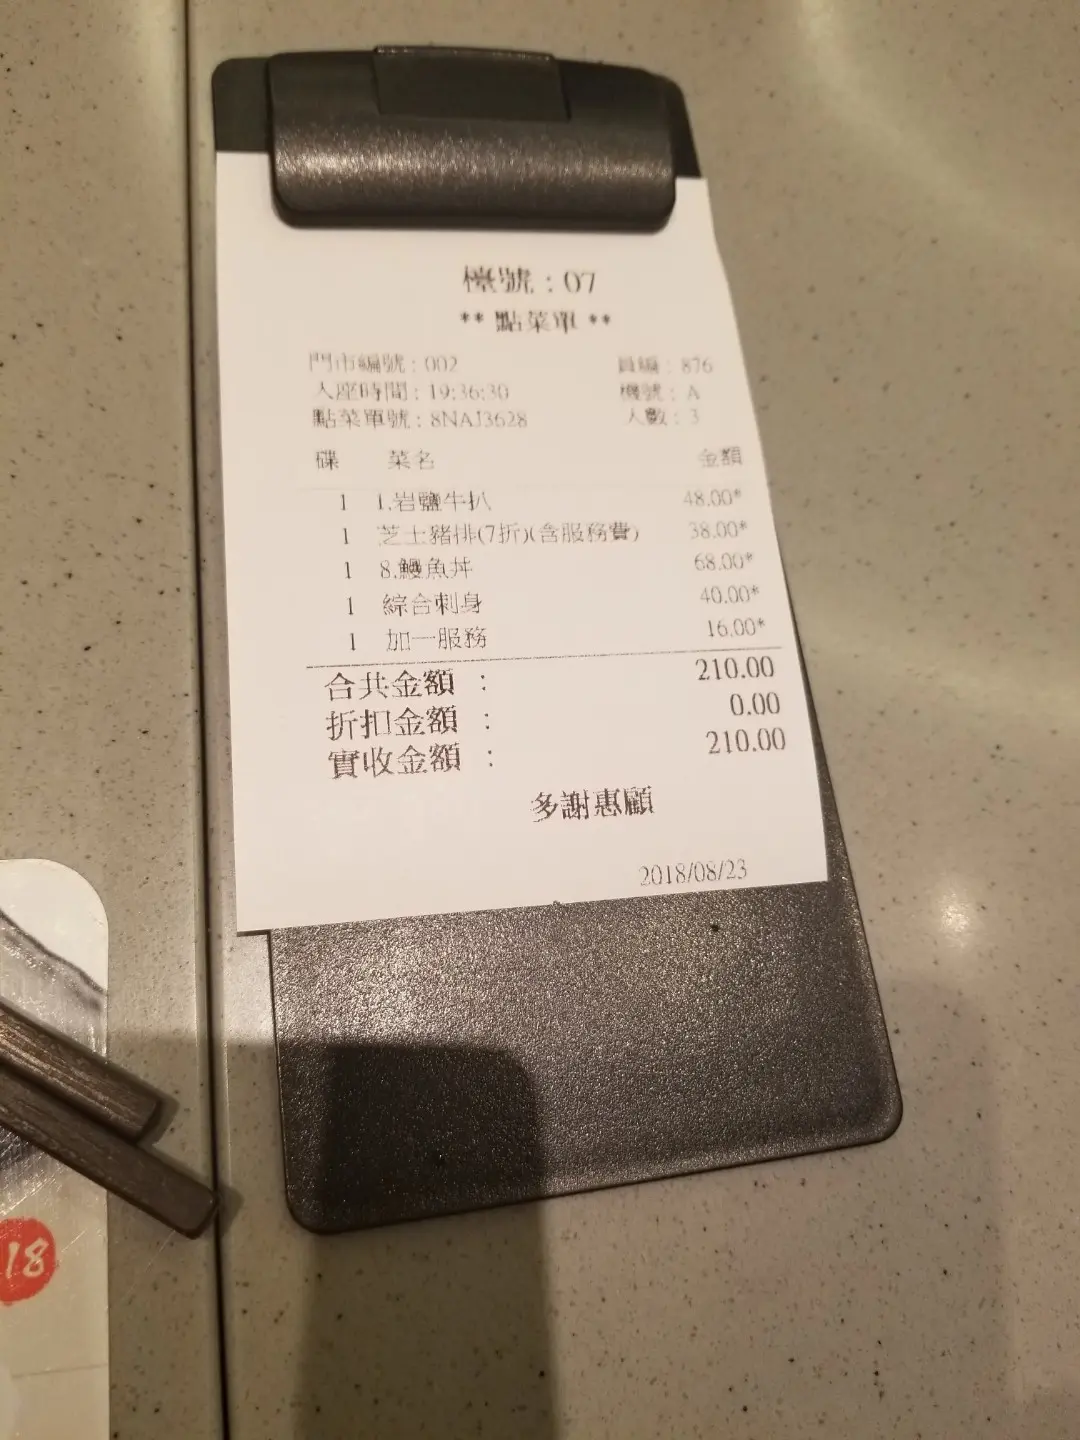 檯號：07
** 點菜單 **
門市編號：002 員編：876
入座時間：19:36:30 機號：A
點菜單號：8NAJ3628 人數：3
碟 菜名 金額
1 1.岩鹽牛扒 48.00*
1 芝士豬排(7折)(含服務費) 38.00*
1 8.鰻魚丼 68.00*
1 綜合刺身 40.00*
1 加一服務 16.00*
合共金額 ： 210.00
折扣金額 ： 0.00
實收金額 ： 210.00
多謝惠顧
2018/08/23
18